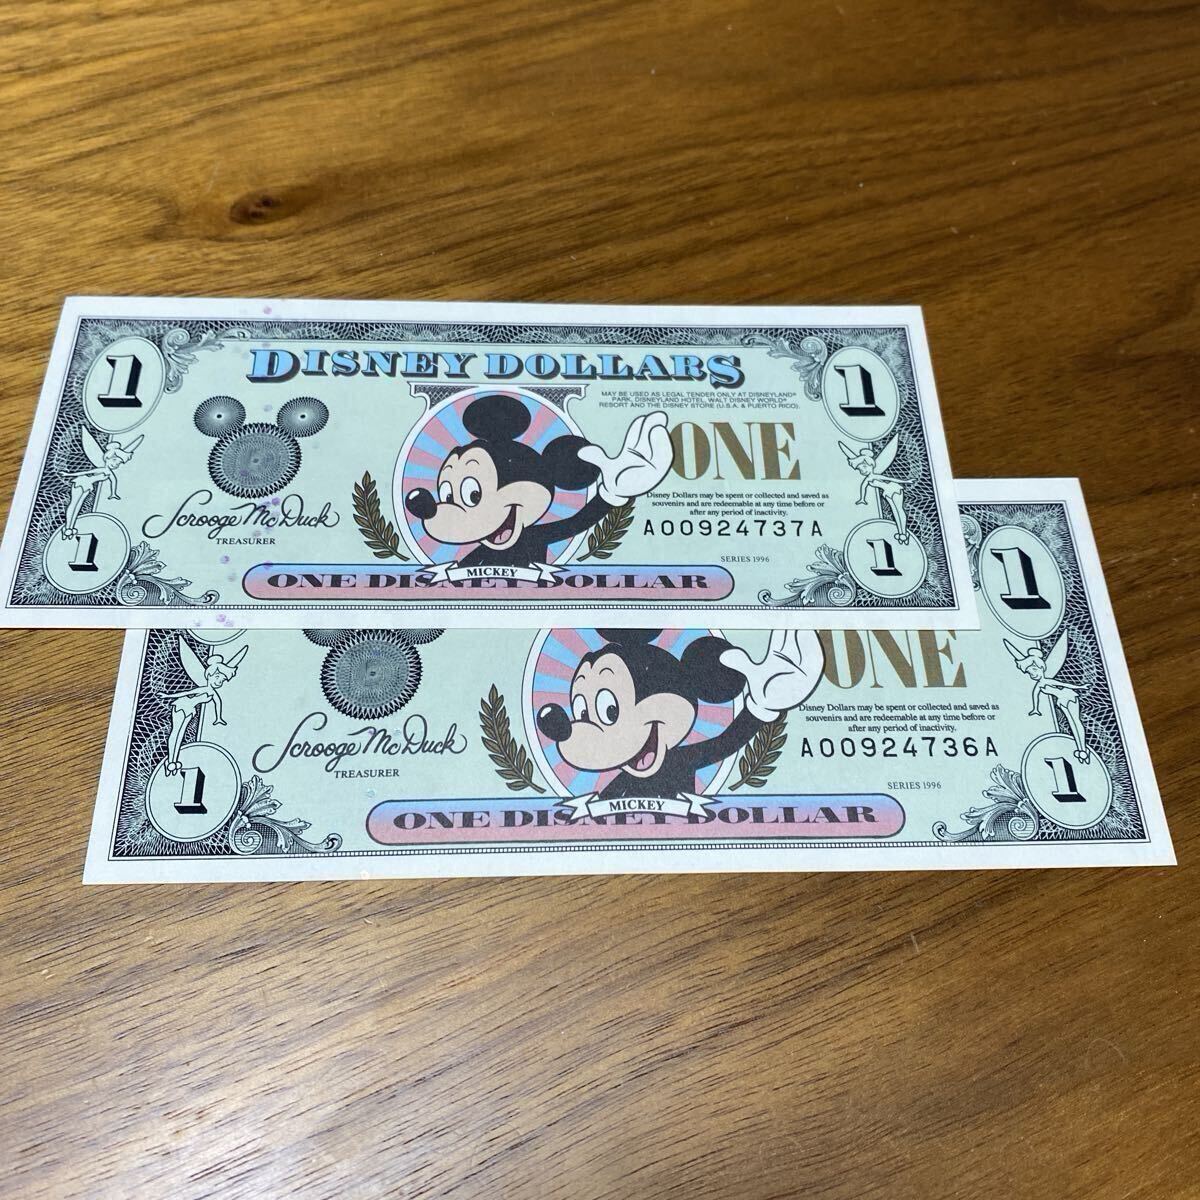 1
DISNEY DOLLARS
1
MAY BE USED AS LEGAL TENDER ONLY AT DISNEYLAND®
PARK, DISNEYLAND HOTEL, WALT DISNEY WORLD®
RESORT AND THE DISNEY STORE (U.S.A. & PUERTO RICO).
ONE
Disney Dollars may be spent or collected and saved as
souvenirs and are redeemable at any time before or
after any period of inactivity.
Scrooge McDuck
TREASURER
A00924737A
SERIES 1996
1
1
MICKEY
ONE DISNEY DOLLAR
1
ONE
Disney Dollars may be spent or collected and saved as
souvenirs and are redeemable at any time before or
after any period of inactivity.
Scrooge McDuck
TREASURER
A00924736A
SERIES 1996
1
1
MICKEY
ONE DISNEY DOLLAR